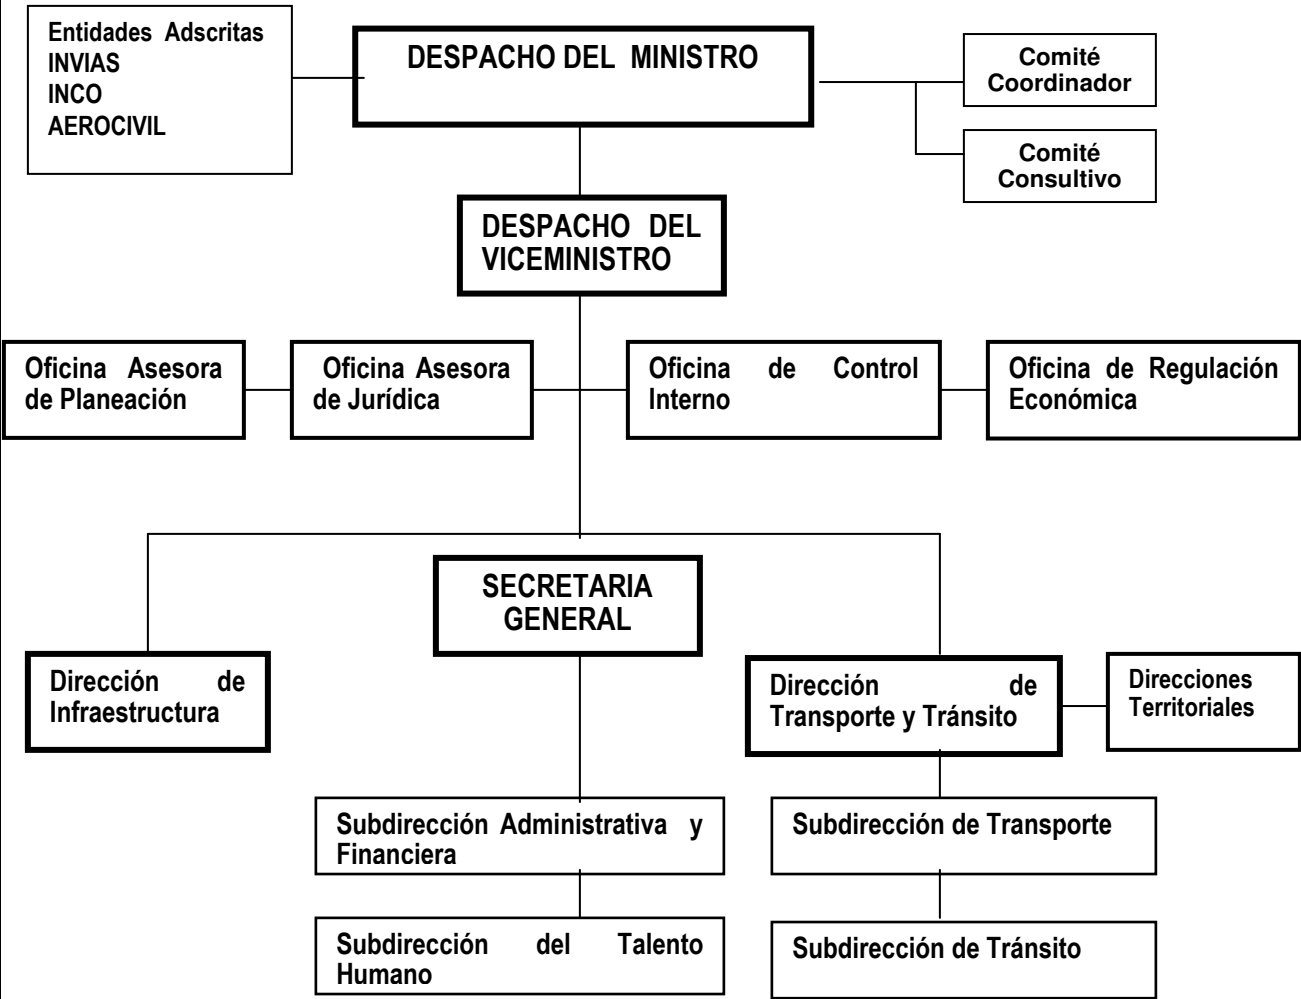 Entidades Adscritas
INVIAS
INCO
AEROCIVIL
DESPACHO DEL MINISTRO
Comité
Coordinador
Comité
Consultivo
DESPACHO DEL
VICEMINISTRO
Oficina Asesora
de Planeación
Oficina Asesora
de Jurídica
Oficina de Control
Interno
Oficina de Regulación
Económica
SECRETARIA
GENERAL
Dirección de
Infraestructura
Dirección de
Transporte y Tránsito
Direcciones
Territoriales
Subdirección Administrativa y
Financiera
Subdirección de Transporte
Subdirección del Talento
Humano
Subdirección de Tránsito